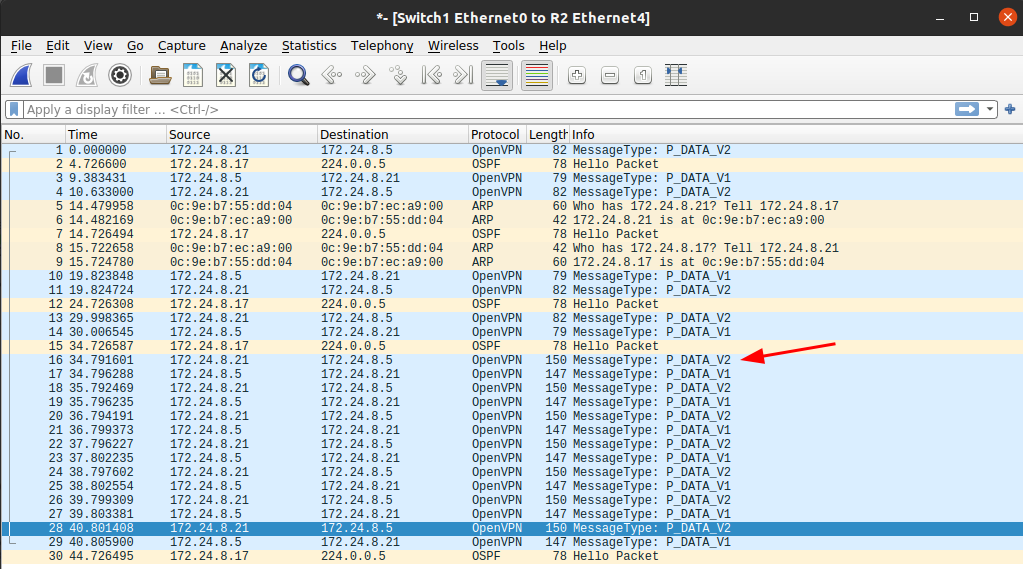 *- [Switch1 Ethernet0 to R2 Ethernet4]
File Edit View Go Capture Analyze Statistics Telephony Wireless Tools Help
Apply a display filter … <Ctrl-/>
No. Time Source Destination Protocol Length Info
1 0.000000 172.24.8.21 172.24.8.5 OpenVPN 82 MessageType: P_DATA_V2
2 4.726600 172.24.8.17 224.0.0.5 OSPF 78 Hello Packet
3 9.383431 172.24.8.5 172.24.8.21 OpenVPN 79 MessageType: P_DATA_V1
4 10.633000 172.24.8.21 172.24.8.5 OpenVPN 82 MessageType: P_DATA_V2
5 14.479958 0c:9e:b7:55:dd:04 0c:9e:b7:ec:a9:00 ARP 60 Who has 172.24.8.21? Tell 172.24.8.17
6 14.482169 0c:9e:b7:ec:a9:00 0c:9e:b7:55:dd:04 ARP 42 172.24.8.21 is at 0c:9e:b7:ec:a9:00
7 14.726494 172.24.8.17 224.0.0.5 OSPF 78 Hello Packet
8 15.722658 0c:9e:b7:ec:a9:00 0c:9e:b7:55:dd:04 ARP 42 Who has 172.24.8.17? Tell 172.24.8.21
9 15.724780 0c:9e:b7:55:dd:04 0c:9e:b7:ec:a9:00 ARP 60 172.24.8.17 is at 0c:9e:b7:55:dd:04
10 19.823848 172.24.8.5 172.24.8.21 OpenVPN 79 MessageType: P_DATA_V1
11 19.824724 172.24.8.21 172.24.8.5 OpenVPN 82 MessageType: P_DATA_V2
12 24.726308 172.24.8.17 224.0.0.5 OSPF 78 Hello Packet
13 29.998365 172.24.8.21 172.24.8.5 OpenVPN 82 MessageType: P_DATA_V2
14 30.006545 172.24.8.5 172.24.8.21 OpenVPN 79 MessageType: P_DATA_V1
15 34.726587 172.24.8.17 224.0.0.5 OSPF 78 Hello Packet
16 34.791601 172.24.8.21 172.24.8.5 OpenVPN 150 MessageType: P_DATA_V2
17 34.796288 172.24.8.5 172.24.8.21 OpenVPN 147 MessageType: P_DATA_V1
18 35.792469 172.24.8.21 172.24.8.5 OpenVPN 150 MessageType: P_DATA_V2
19 35.796235 172.24.8.5 172.24.8.21 OpenVPN 147 MessageType: P_DATA_V1
20 36.794191 172.24.8.21 172.24.8.5 OpenVPN 150 MessageType: P_DATA_V2
21 36.799373 172.24.8.5 172.24.8.21 OpenVPN 147 MessageType: P_DATA_V1
22 37.796227 172.24.8.21 172.24.8.5 OpenVPN 150 MessageType: P_DATA_V2
23 37.802235 172.24.8.5 172.24.8.21 OpenVPN 147 MessageType: P_DATA_V1
24 38.797602 172.24.8.21 172.24.8.5 OpenVPN 150 MessageType: P_DATA_V2
25 38.802554 172.24.8.5 172.24.8.21 OpenVPN 147 MessageType: P_DATA_V1
26 39.799309 172.24.8.21 172.24.8.5 OpenVPN 150 MessageType: P_DATA_V2
27 39.803381 172.24.8.5 172.24.8.21 OpenVPN 147 MessageType: P_DATA_V1
28 40.801408 172.24.8.21 172.24.8.5 OpenVPN 150 MessageType: P_DATA_V2
29 40.805900 172.24.8.5 172.24.8.21 OpenVPN 147 MessageType: P_DATA_V1
30 44.726495 172.24.8.17 224.0.0.5 OSPF 78 Hello Packet